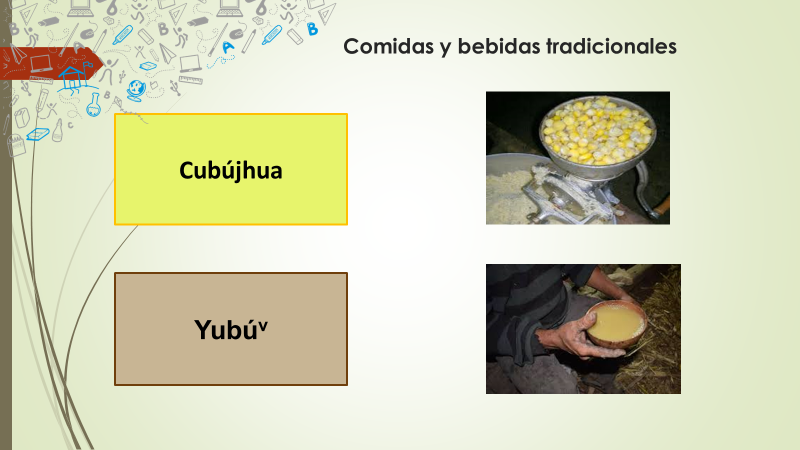 Comidas y bebidas tradicionales
Cubújhua
Yubúᵛ